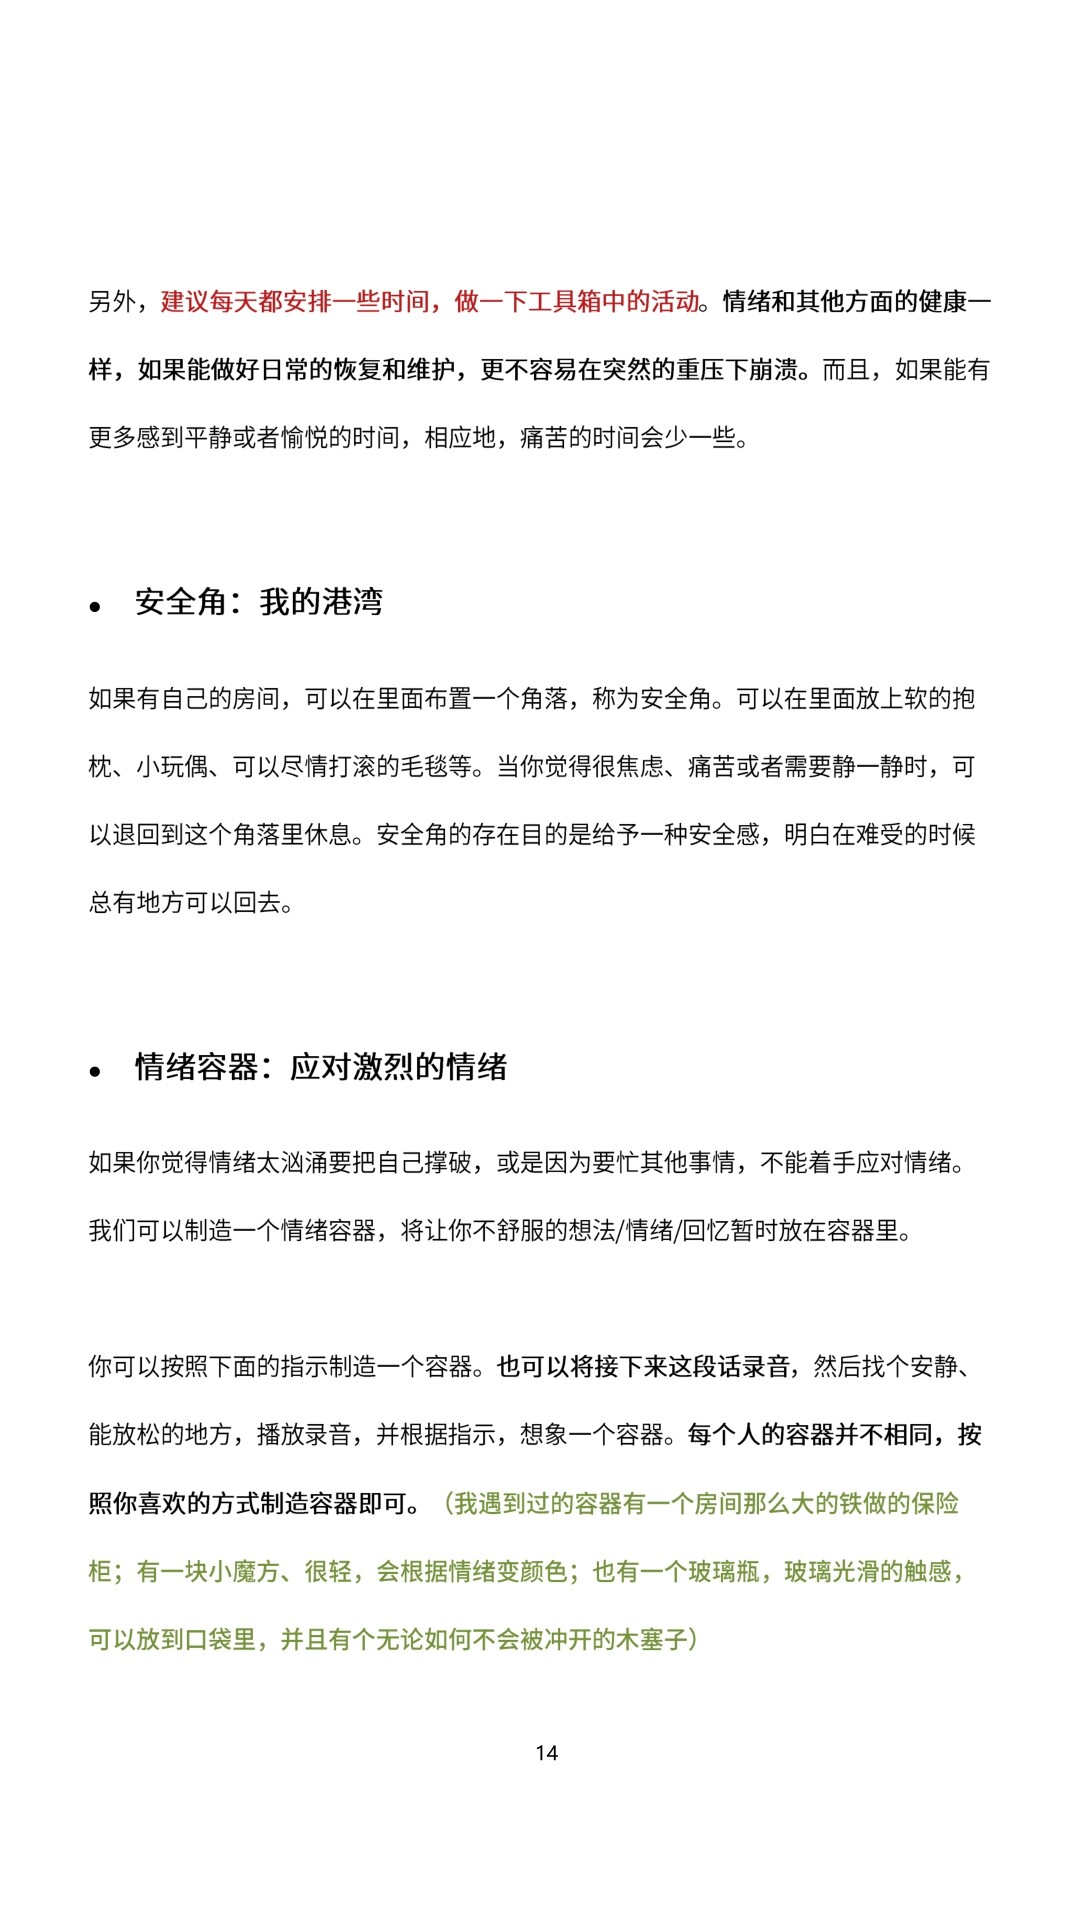 另外，建议每天都安排一些时间，做一下工具箱中的活动。情绪和其他方面的健康一
样，如果能做好日常的恢复和维护，更不容易在突然的重压下崩溃。而且，如果能有
更多感到平静或者愉悦的时间，相应地，痛苦的时间会少一些。
• 安全角：我的港湾
如果有自己的房间，可以在里面布置一个角落，称为安全角。可以在里面放上软的抱
枕、小玩偶、可以尽情打滚的毛毯等。当你觉得很焦虑、痛苦或者需要静一静时，可
以退回到这个角落里休息。安全角的存在目的是给予一种安全感，明白在难受的时候
总有地方可以回去。
• 情绪容器：应对激烈的情绪
如果你觉得情绪太汹涌要把自己撑破，或是因为要忙其他事情，不能着手应对情绪。
我们可以制造一个情绪容器，将让你不舒服的想法/情绪/回忆暂时放在容器里。
你可以按照下面的指示制造一个容器。也可以将接下来这段话录音，然后找个安静、
能放松的地方，播放录音，并根据指示，想象一个容器。每个人的容器并不相同，按
照你喜欢的方式制造容器即可。（我遇到过的容器有一个房间那么大的铁做的保险
柜；有一块小魔方、很轻，会根据情绪变颜色；也有一个玻璃瓶，玻璃光滑的触感，
可以放到口袋里，并且有个无论如何不会被冲开的木塞子）
14